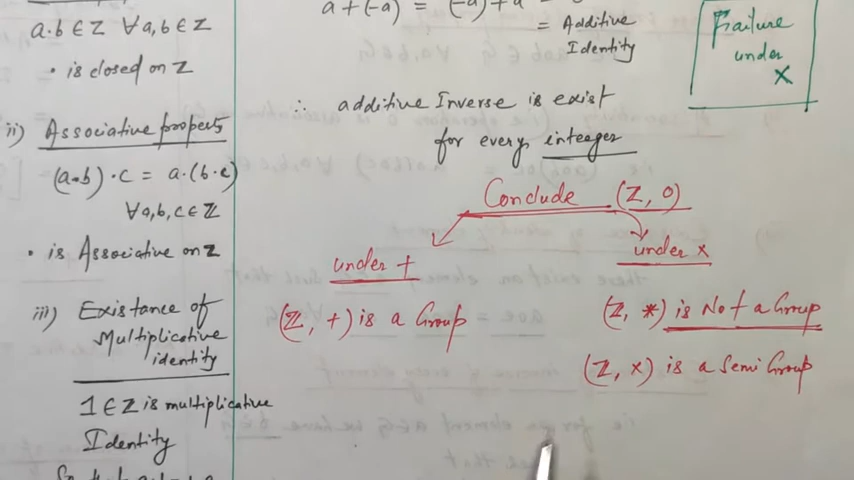 a.b ∈ Z ∀a,b ∈ Z
• is closed on Z
ii) Associative property
(a.b).c = a.(b.c)
∀a,b,c ∈ Z
• is Associative on Z
iii) Existance of
Multiplicative
identity
1 ∈ Z is multiplicative
Identity
a + (-a) = (-a) + a =
= Additive
Identity
∴ additive Inverse is exist
for every integer
Failure
under
×
Conclude (Z, o)
under +
(Z, +) is a Group
under ×
(Z, *) is Not a Group
(Z, ×) is a Semi Group